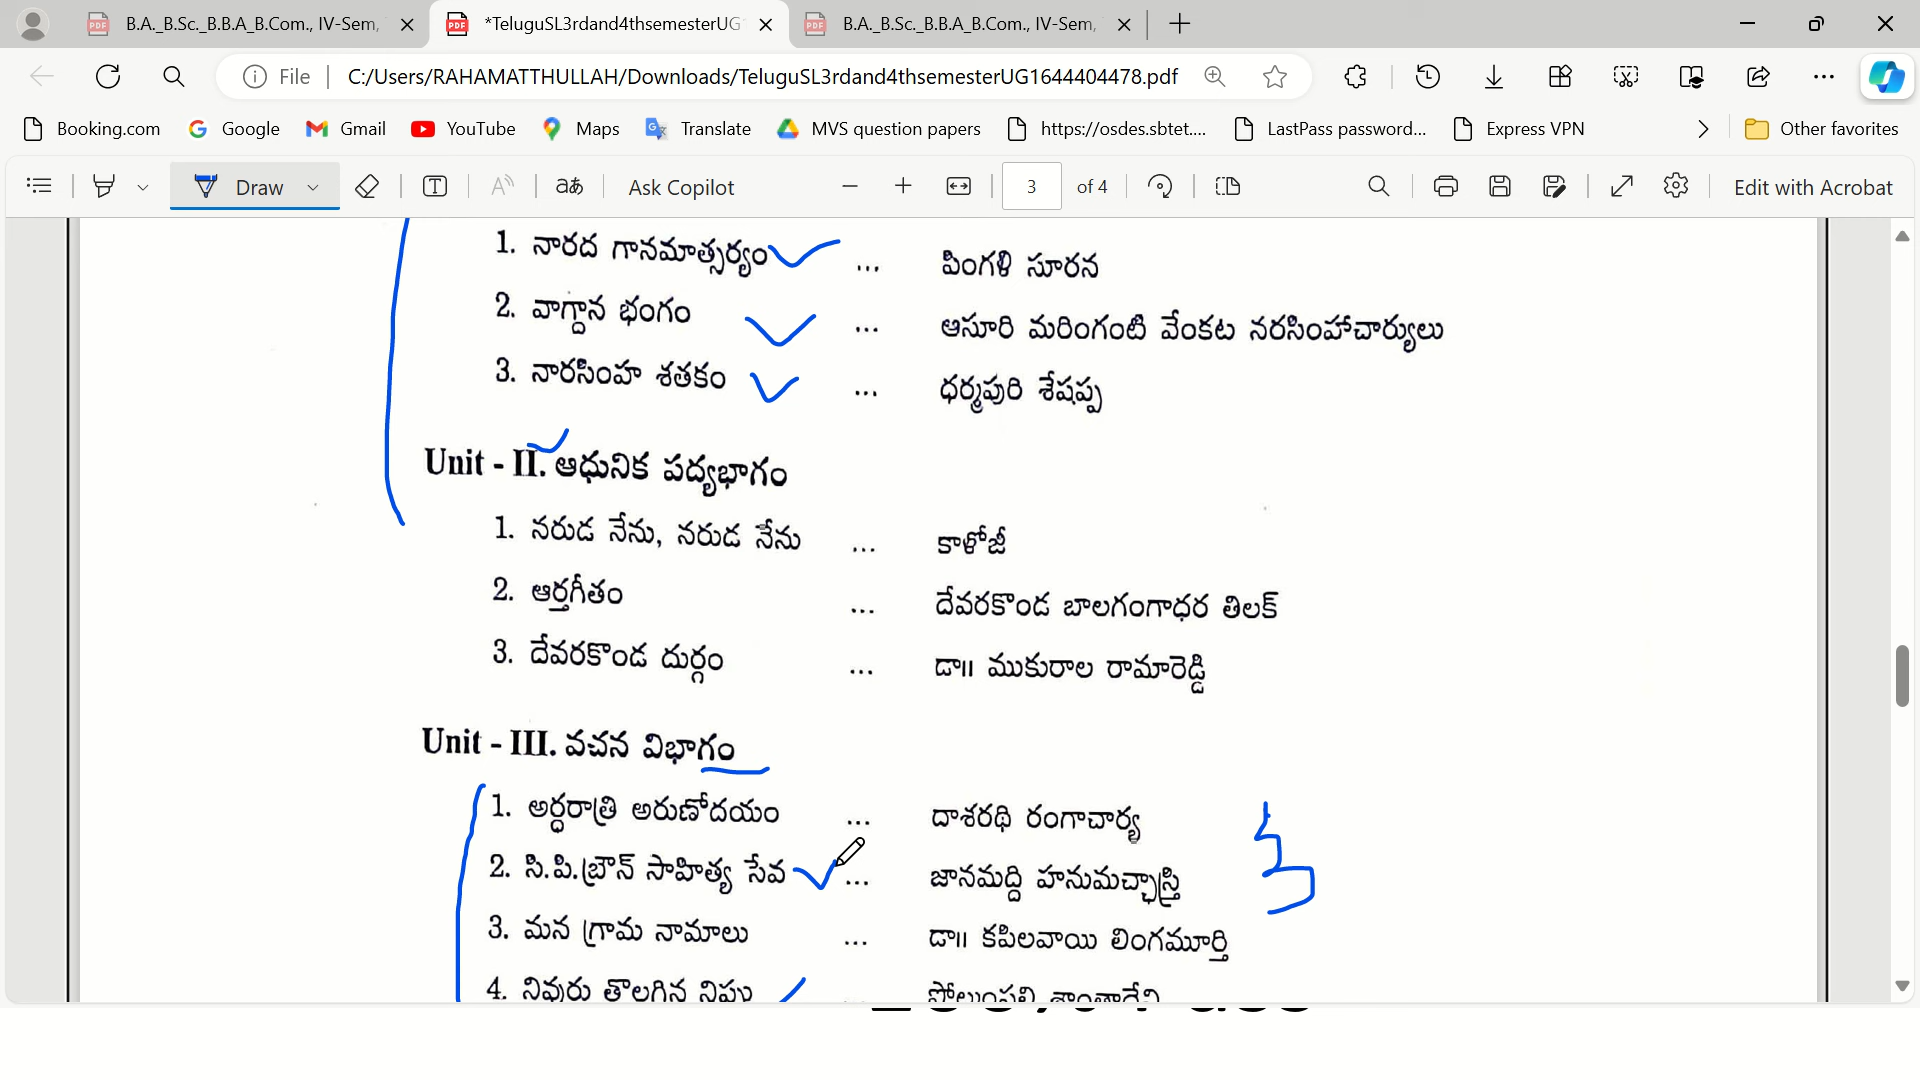 B.A._B.Sc._B.B.A_B.Com., IV-Sem,
*TeluguSL3rdand4thsemesterUG1
B.A._B.Sc._B.B.A_B.Com., IV-Sem,
File C:/Users/RAHAMATTHULLAH/Downloads/TeluguSL3rdand4thsemesterUG1644404478.pdf
Booking.com Google Gmail YouTube Maps Translate MVS question papers https://osdes.sbtet.... LastPass password... Express VPN Other favorites
Draw Ask Copilot 3 of 4 Edit with Acrobat
1. నారద గానమాత్సర్యం ... పింగళి సూరన
2. వాగ్దాన భంగం ... ఆసూరి మరింగంటి వేంకట నరసింహాచార్యులు
3. నారసింహ శతకం ... ధర్మపురి శేషప్ప
Unit - II. ఆధునిక పద్యభాగం
1. నరుడ నేను, నరుడ నేను ... కాళోజీ
2. ఆర్తగీతం ... దేవరకొండ బాలగంగాధర తిలక్
3. దేవరకొండ దుర్గం ... డా॥ ముకురాల రామారెడ్డి
Unit - III. వచన విభాగం
1. అర్ధరాత్రి అరుణోదయం ... దాశరథి రంగాచార్య
2. సి.పి.బ్రౌన్ సాహిత్య సేవ ... జానమద్ది హనుమచ్ఛాస్త్రి
3. మన గ్రామ నామాలు ... డా॥ కపిలవాయి లింగమూర్తి
4. నివురు తొలగిన నిప్పు